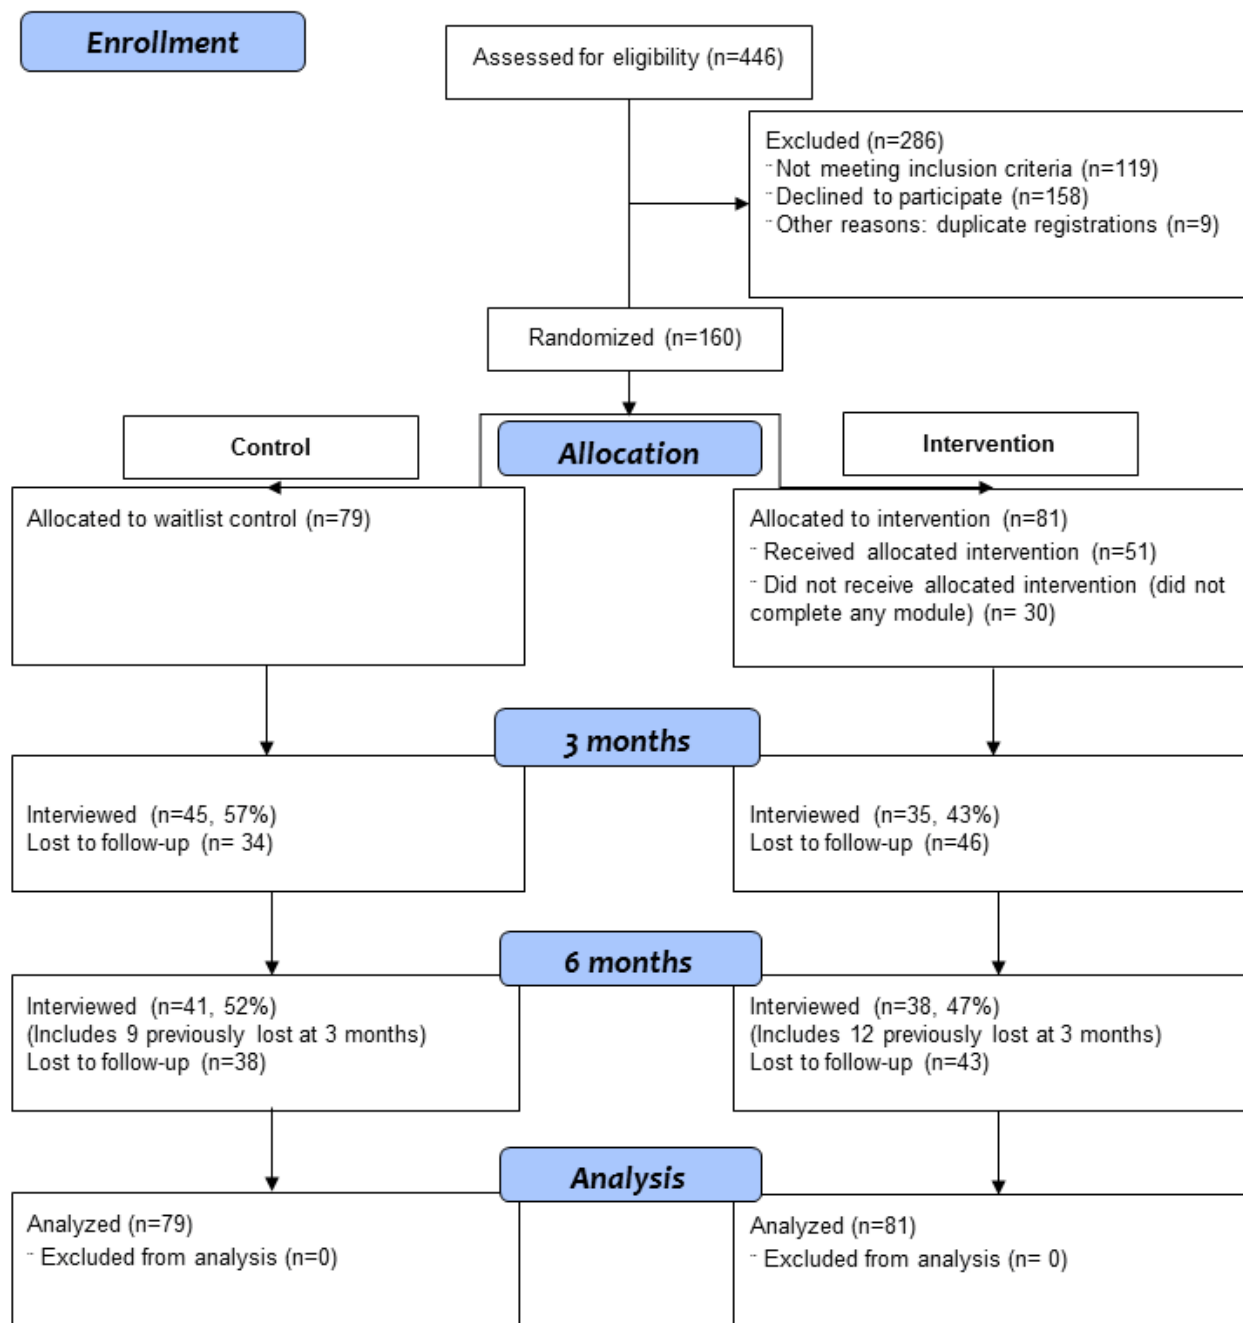 Enrollment
Assessed for eligibility (n=446)
Excluded (n=286)
¨ Not meeting inclusion criteria (n=119)
¨ Declined to participate (n=158)
¨ Other reasons: duplicate registrations (n=9)
Randomized (n=160)
Control
Allocation
Intervention
Allocated to waitlist control (n=79)
Allocated to intervention (n=81)
¨ Received allocated intervention (n=51)
¨ Did not receive allocated intervention (did not
complete any module) (n= 30)
3 months
Interviewed (n=45, 57%)
Lost to follow-up (n= 34)
Interviewed (n=35, 43%)
Lost to follow-up (n=46)
6 months
Interviewed (n=41, 52%)
(Includes 9 previously lost at 3 months)
Lost to follow-up (n=38)
Interviewed (n=38, 47%)
(Includes 12 previously lost at 3 months)
Lost to follow-up (n=43)
Analysis
Analyzed (n=79)
¨ Excluded from analysis (n=0)
Analyzed (n=81)
¨ Excluded from analysis (n= 0)